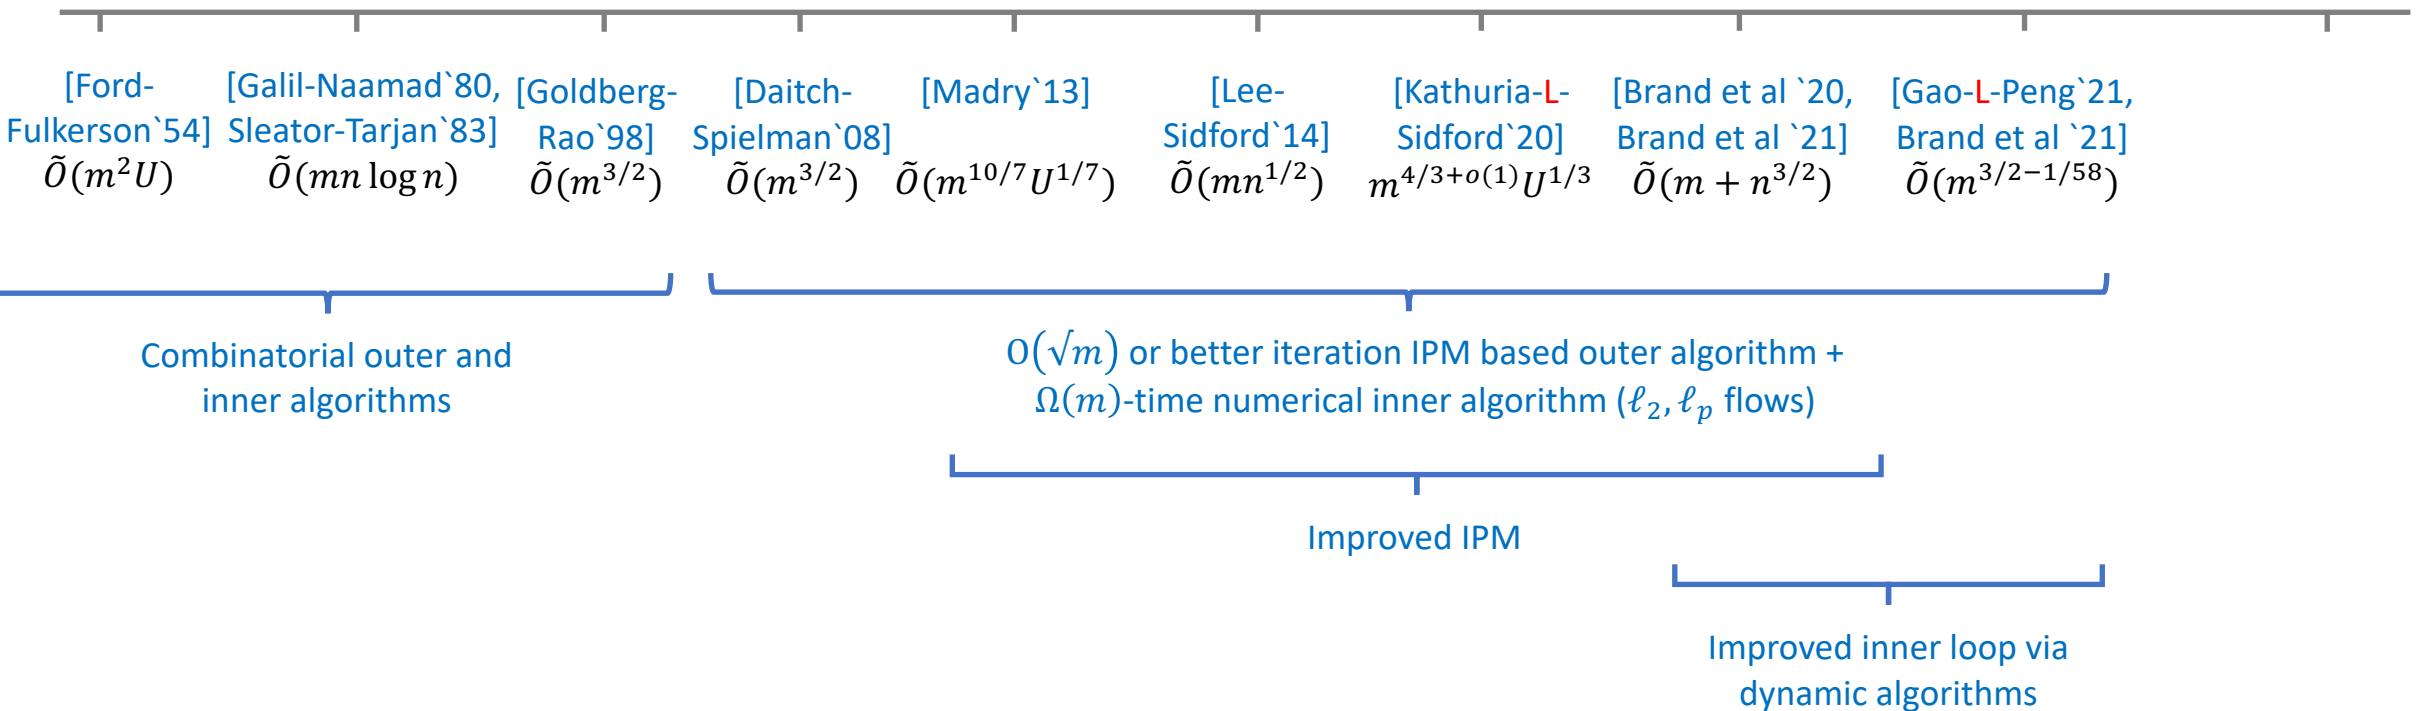 [Ford-
Fulkerson`54]
Õ(m²U)
[Galil-Naamad`80,
Sleator-Tarjan`83]
Õ(mn log n)
[Goldberg-
Rao`98]
Õ(m^{3/2})
[Daitch-
Spielman`08]
Õ(m^{3/2})
[Madry`13]
Õ(m^{10/7}U^{1/7})
[Lee-
Sidford`14]
Õ(mn^{1/2})
[Kathuria-L-
Sidford`20]
m^{4/3+o(1)}U^{1/3}
[Brand et al `20,
Brand et al `21]
Õ(m + n^{3/2})
[Gao-L-Peng`21,
Brand et al `21]
Õ(m^{3/2−1/58})
Combinatorial outer and
inner algorithms
O(√m) or better iteration IPM based outer algorithm +
Ω(m)-time numerical inner algorithm (ℓ₂, ℓₚ flows)
Improved IPM
Improved inner loop via
dynamic algorithms